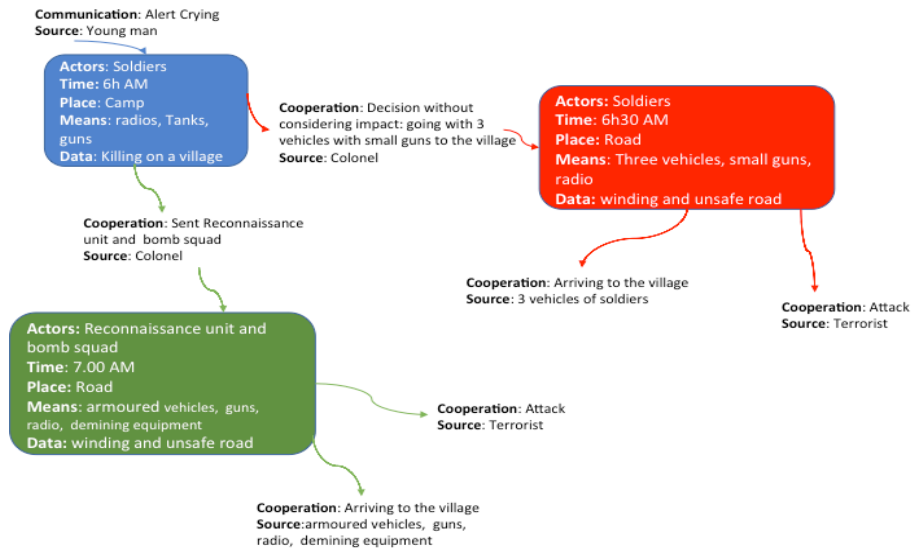 Communication: Alert Crying
Source: Young man
Actors: Soldiers
Time: 6h AM
Place: Camp
Means: radios, Tanks,
guns
Data: Killing on a village
Cooperation: Decision without
considering impact: going with 3
vehicles with small guns to the village
Source: Colonel
Actors: Soldiers
Time: 6h30 AM
Place: Road
Means: Three vehicles, small guns,
radio
Data: winding and unsafe road
Cooperation: Sent Reconnaissance
unit and bomb squad
Source: Colonel
Cooperation: Arriving to the village
Source: 3 vehicles of soldiers
Cooperation: Attack
Source: Terrorist
Actors: Reconnaissance unit and
bomb squad
Time: 7.00 AM
Place: Road
Means: armoured vehicles, guns,
radio, demining equipment
Data: winding and unsafe road
Cooperation: Attack
Source: Terrorist
Cooperation: Arriving to the village
Source:armoured vehicles, guns,
radio, demining equipment